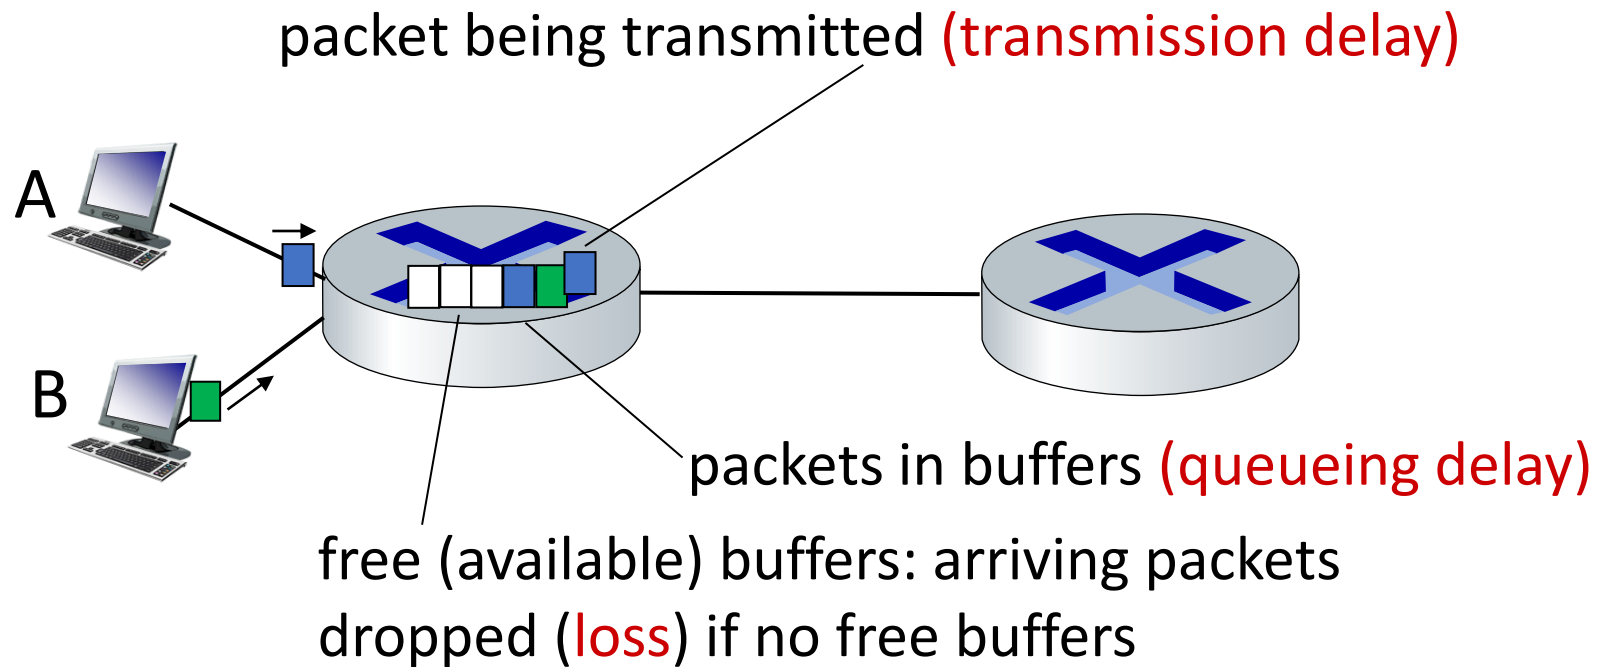 packet being transmitted (transmission delay)
A
B
packets in buffers (queueing delay)
free (available) buffers: arriving packets
dropped (loss) if no free buffers